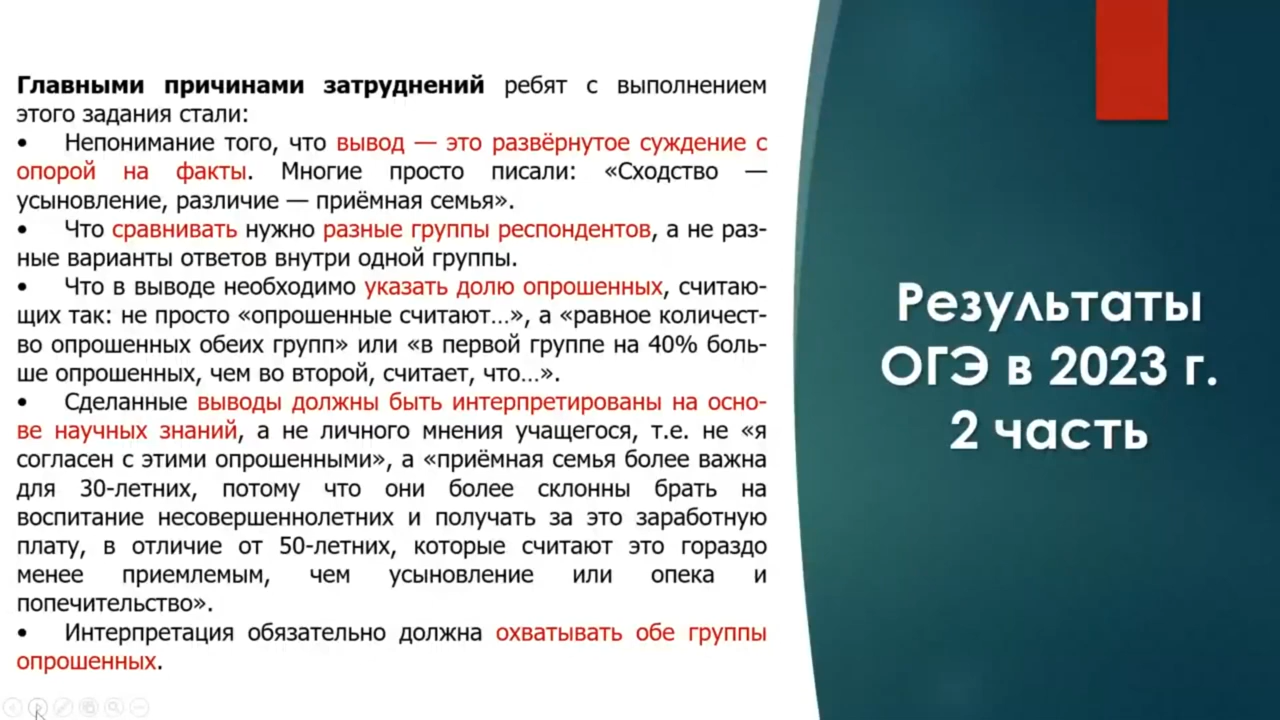 Главными причинами затруднений ребят с выполнением
этого задания стали:
• Непонимание того, что вывод — это развёрнутое суждение с
опорой на факты. Многие просто писали: «Сходство —
усыновление, различие — приёмная семья».
• Что сравнивать нужно разные группы респондентов, а не раз-
ные варианты ответов внутри одной группы.
• Что в выводе необходимо указать долю опрошенных, считаю-
щих так: не просто «опрошенные считают…», а «равное количест-
во опрошенных обеих групп» или «в первой группе на 40% боль-
ше опрошенных, чем во второй, считает, что…».
• Сделанные выводы должны быть интерпретированы на осно-
ве научных знаний, а не личного мнения учащегося, т.е. не «я
согласен с этими опрошенными», а «приёмная семья более важна
для 30-летних, потому что они более склонны брать на
воспитание несовершеннолетних и получать за это заработную
плату, в отличие от 50-летних, которые считают это гораздо
менее приемлемым, чем усыновление или опека и
попечительство».
• Интерпретация обязательно должна охватывать обе группы
опрошенных.
Результаты
ОГЭ в 2023 г.
2 часть